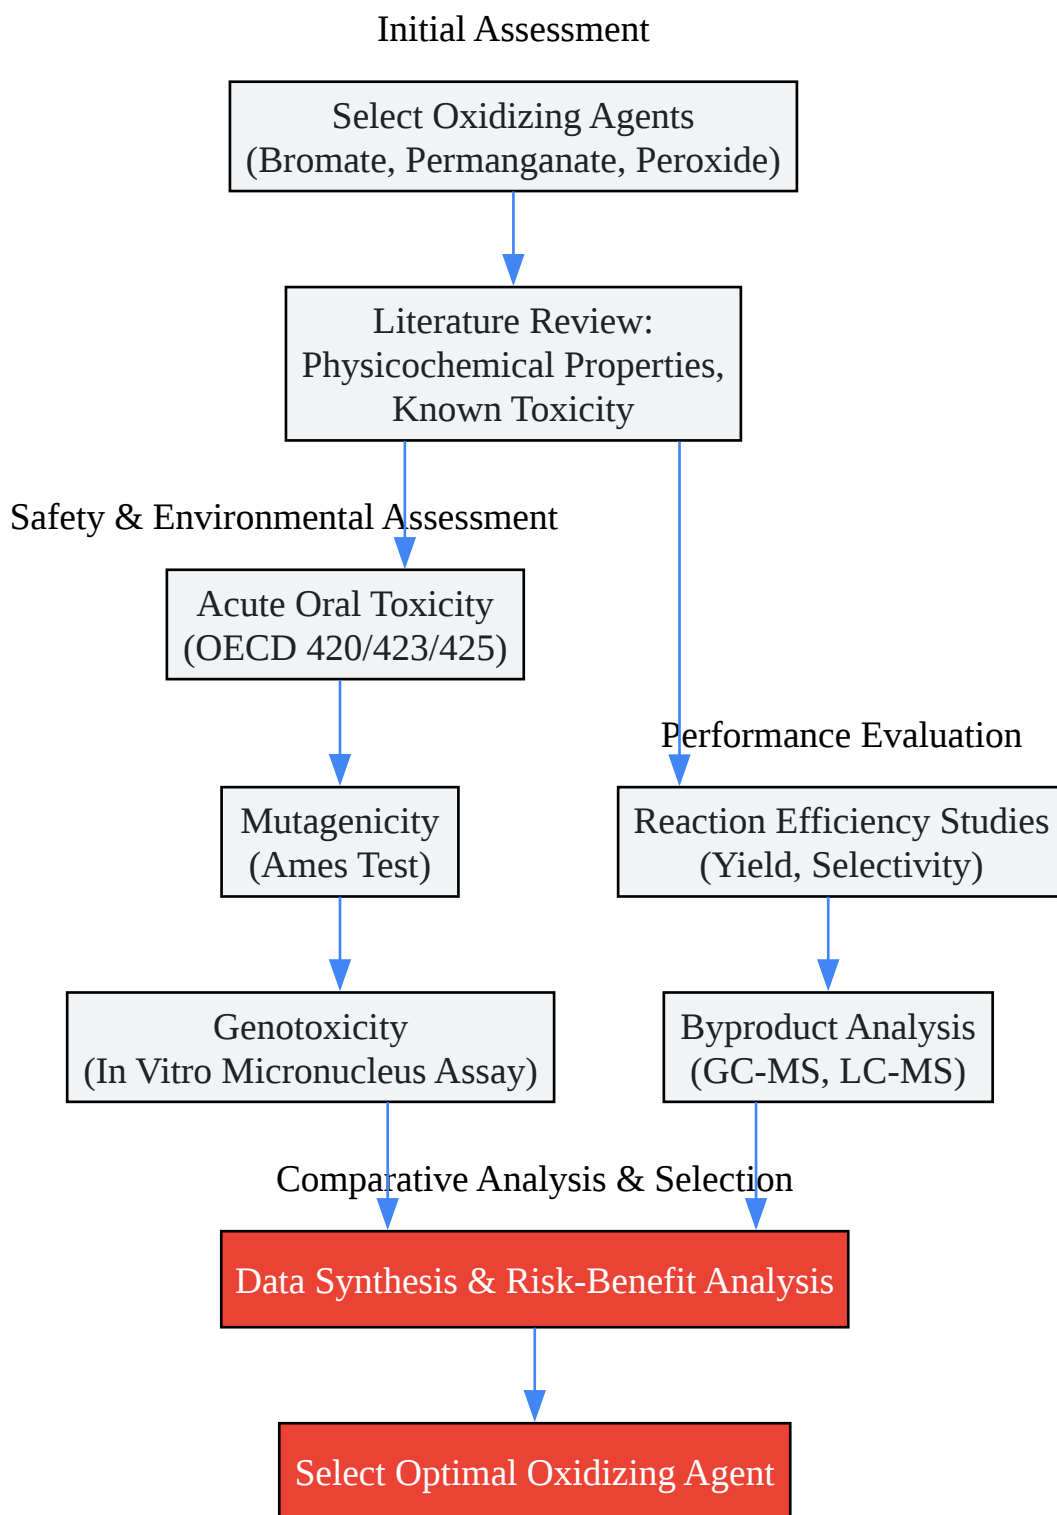 Initial Assessment
Select Oxidizing Agents
(Bromate, Permanganate, Peroxide)
Literature Review:
Physicochemical Properties,
Known Toxicity
Safety & Environmental Assessment
Acute Oral Toxicity
(OECD 420/423/425)
Performance Evaluation
Mutagenicity
(Ames Test)
Reaction Efficiency Studies
(Yield, Selectivity)
Genotoxicity
(In Vitro Micronucleus Assay)
Byproduct Analysis
(GC-MS, LC-MS)
Comparative Analysis & Selection
Data Synthesis & Risk-Benefit Analysis
Select Optimal Oxidizing Agent